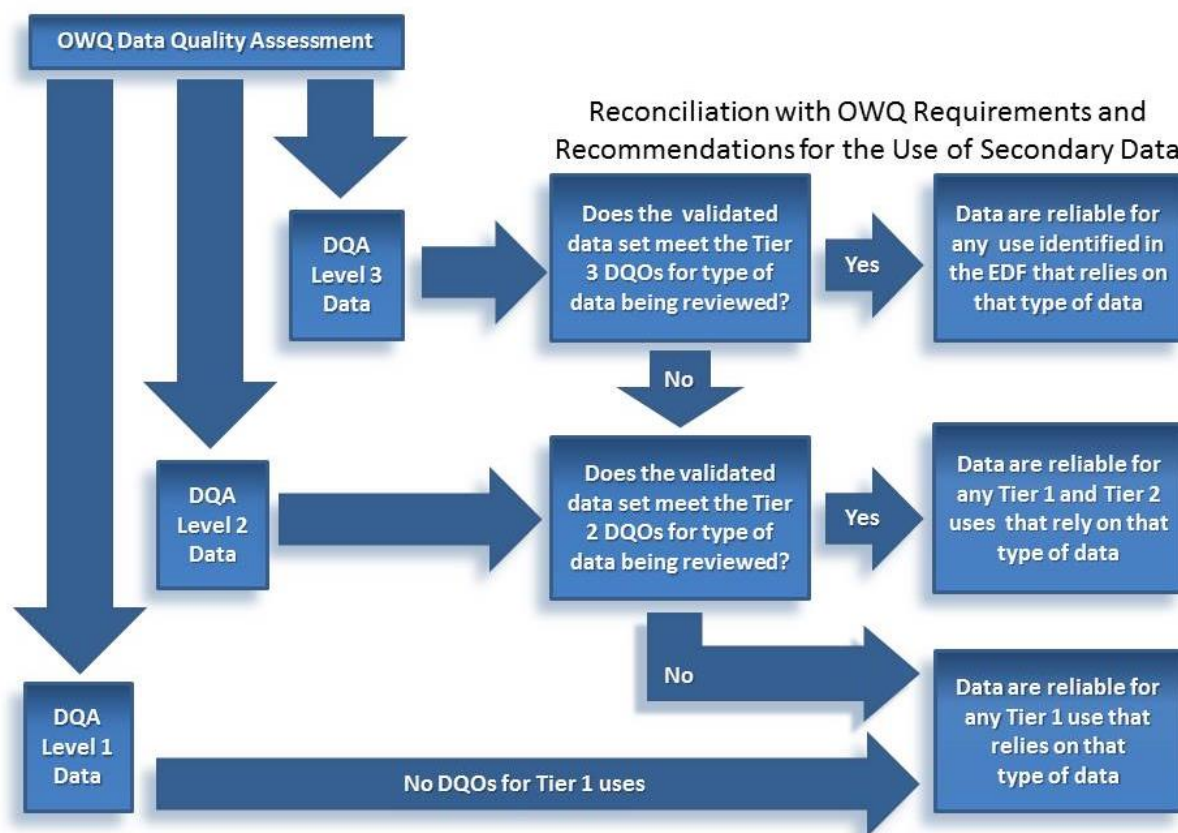 OWQ Data Quality Assessment
Reconciliation with OWQ Requirements and
Recommendations for the Use of Secondary Data
DQA
Level 3
Data
Does the validated
data set meet the Tier
3 DQOs for type of
data being reviewed?
Yes
Data are reliable for
any use identified in
the EDF that relies on
that type of data
No
DQA
Level 2
Data
Does the validated
data set meet the Tier
2 DQOs for type of
data being reviewed?
Yes
Data are reliable for
any Tier 1 and Tier 2
uses that rely on that
type of data
No
DQA
Level 1
Data
No DQOs for Tier 1 uses
Data are reliable for
any Tier 1 use that
relies on that
type of data